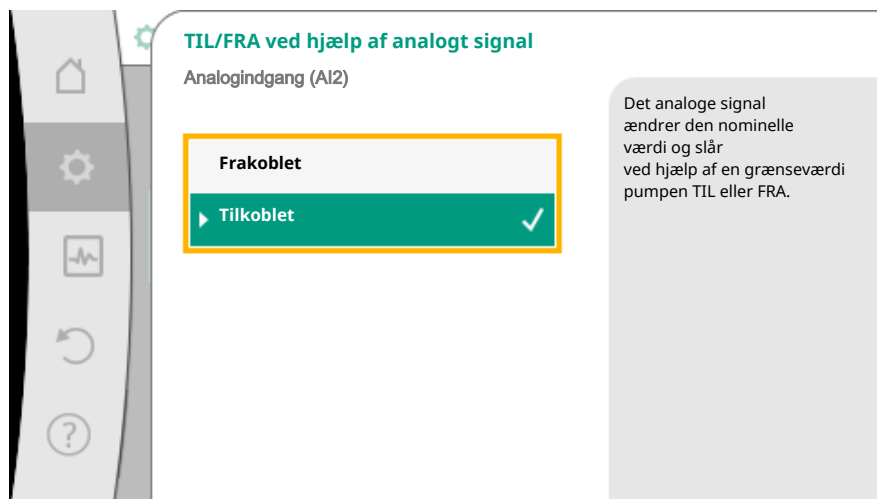 TIL/FRA ved hjælp af analogt signal
Analogindgang (AI2)
Frakoblet
Tilkoblet
Det analoge signal
ændrer den nominelle
værdi og slår
ved hjælp af en grænseværdi
pumpen TIL eller FRA.
?